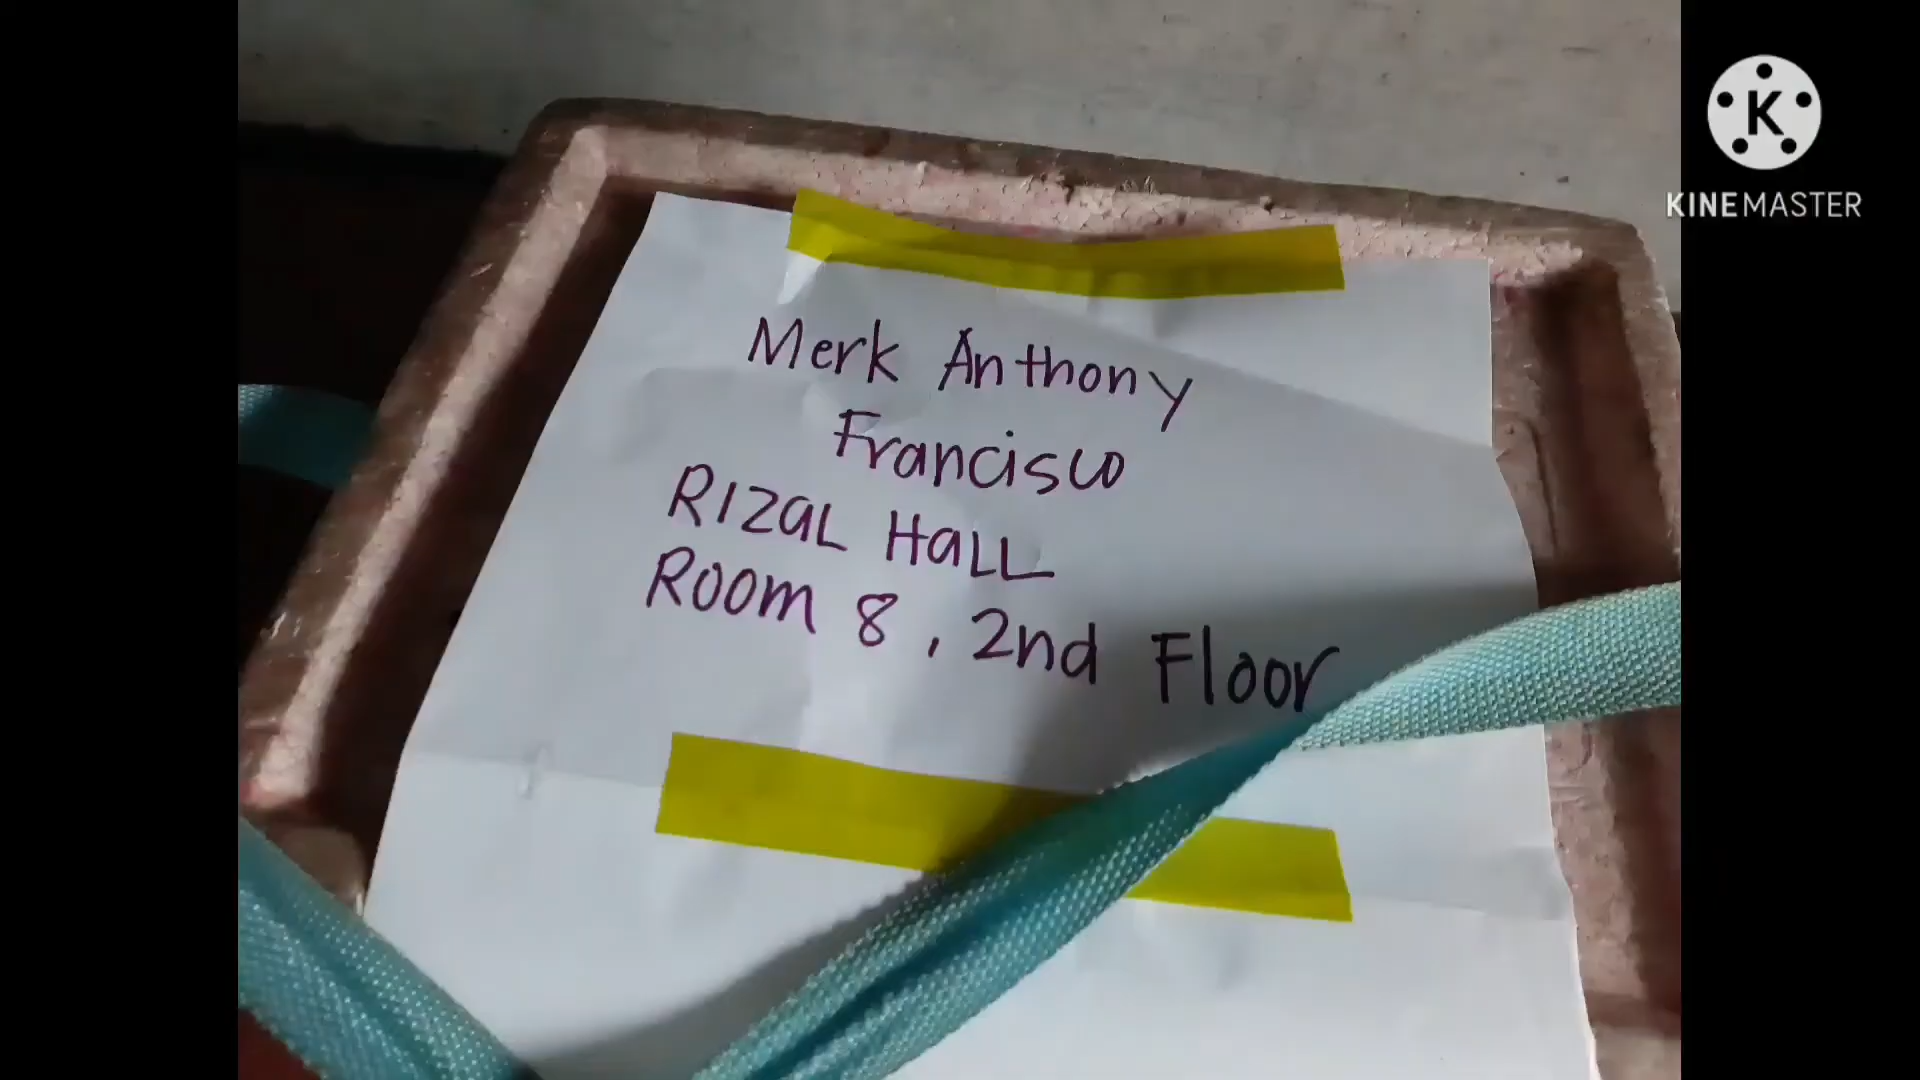 Merk Anthony
Francisco
RIZAL HALL
ROOM 8, 2nd Floor
K
KINEMASTER